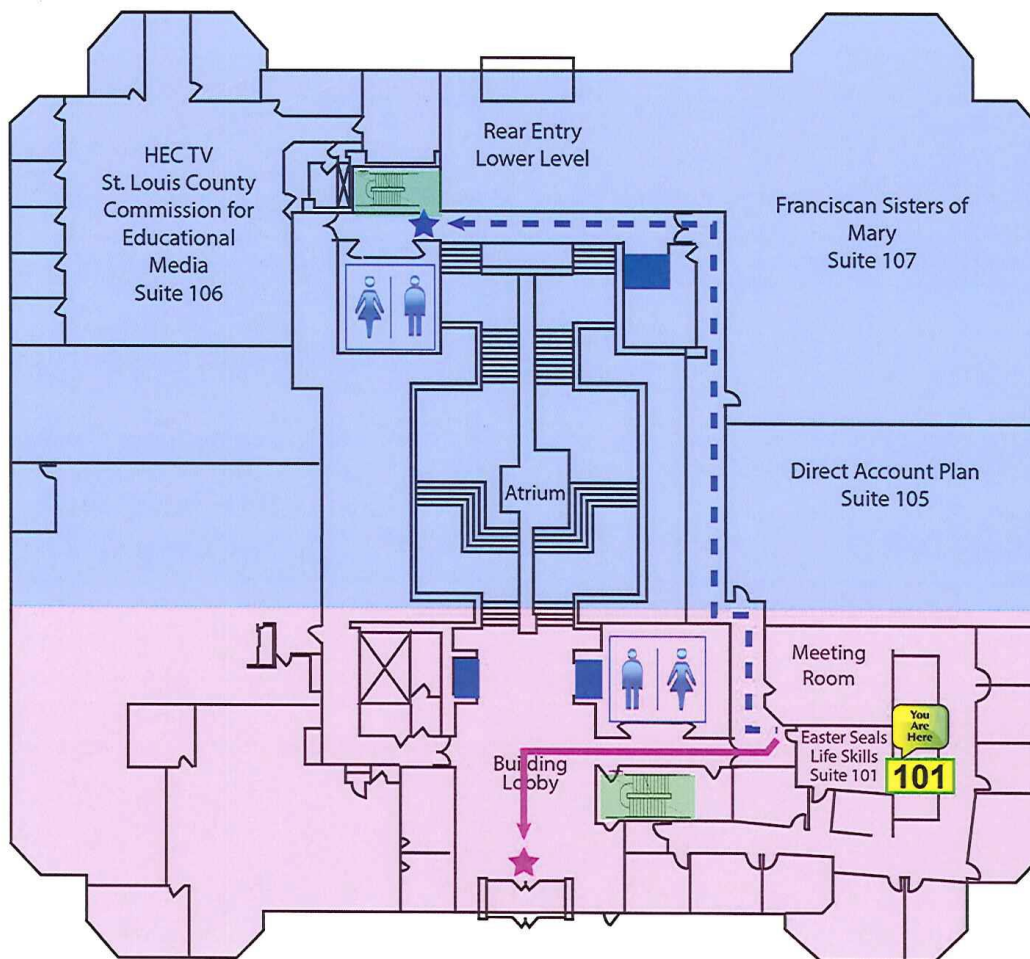 Rear Entry
Lower Level
HEC TV
St. Louis County
Commission for
Educational
Media
Suite 106
Franciscan Sisters of
Mary
Suite 107
Atrium
Direct Account Plan
Suite 105
Meeting
Room
You
Are
Here
Easter Seals
Life Skills
Suite 101
101
Building
Lobby